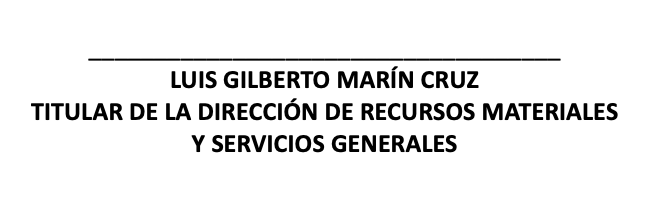 LUIS GILBERTO MARÍN CRUZ
TITULAR DE LA DIRECCIÓN DE RECURSOS MATERIALES
Y SERVICIOS GENERALES